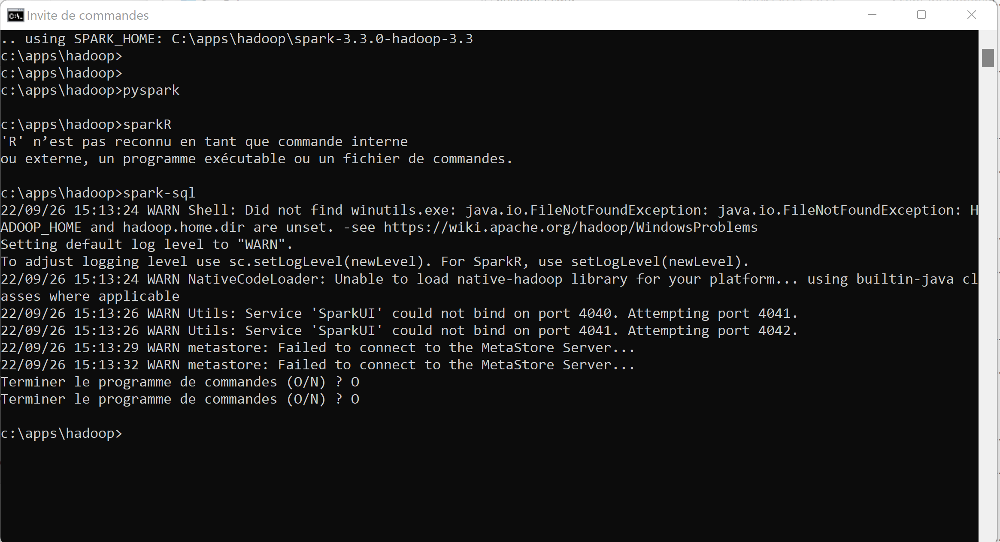 Invite de commandes
.. using SPARK_HOME: C:\apps\hadoop\spark-3.3.0-hadoop-3.3
c:\apps\hadoop>
c:\apps\hadoop>
c:\apps\hadoop>pyspark
c:\apps\hadoop>sparkR
'R' n’est pas reconnu en tant que commande interne
ou externe, un programme exécutable ou un fichier de commandes.
c:\apps\hadoop>spark-sql
22/09/26 15:13:24 WARN Shell: Did not find winutils.exe: java.io.FileNotFoundException: java.io.FileNotFoundException: H
ADOOP_HOME and hadoop.home.dir are unset. -see https://wiki.apache.org/hadoop/WindowsProblems
Setting default log level to "WARN".
To adjust logging level use sc.setLogLevel(newLevel). For SparkR, use setLogLevel(newLevel).
22/09/26 15:13:24 WARN NativeCodeLoader: Unable to load native-hadoop library for your platform... using builtin-java cl
asses where applicable
22/09/26 15:13:26 WARN Utils: Service 'SparkUI' could not bind on port 4040. Attempting port 4041.
22/09/26 15:13:26 WARN Utils: Service 'SparkUI' could not bind on port 4041. Attempting port 4042.
22/09/26 15:13:29 WARN metastore: Failed to connect to the MetaStore Server...
22/09/26 15:13:32 WARN metastore: Failed to connect to the MetaStore Server...
Terminer le programme de commandes (O/N) ? O
Terminer le programme de commandes (O/N) ? O
c:\apps\hadoop>